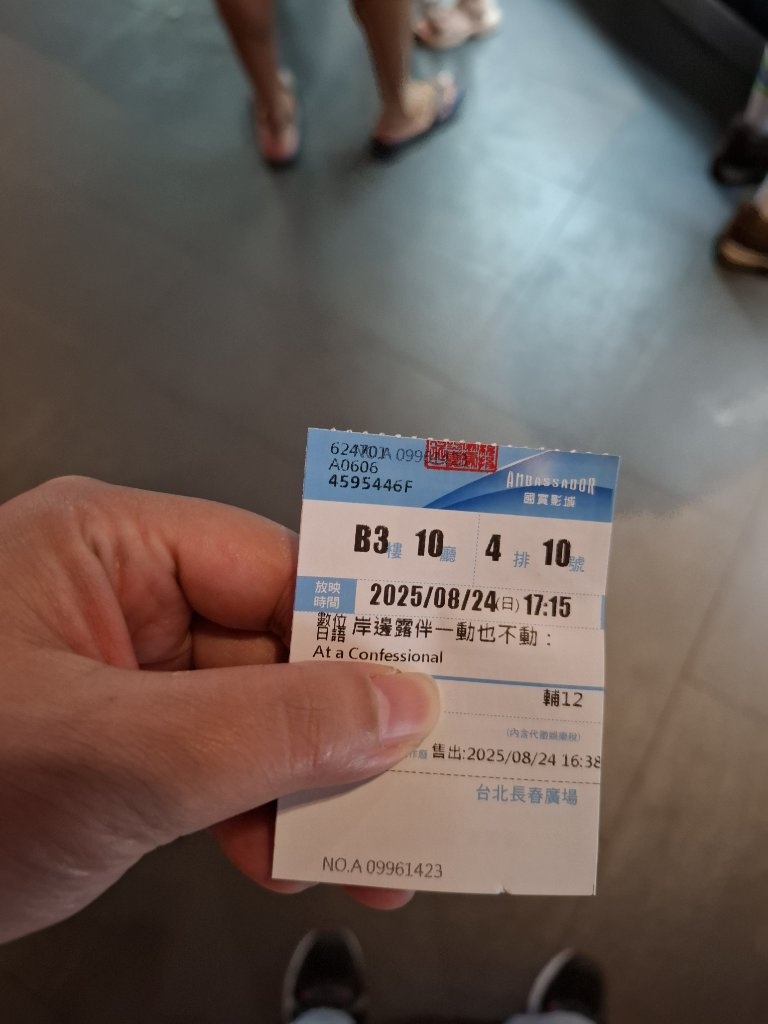 62470.1
A0606
4595446F
AMBASSADOR
國賓影城
B3樓 10廳 4排 10號
放映時間 2025/08/24(日) 17:15
數位日語 岸邊露伴一動也不動：
At a Confessional
輔12
(內含代徵娛樂稅)
售出:2025/08/24 16:38
台北長春廣場
NO.A 09961423